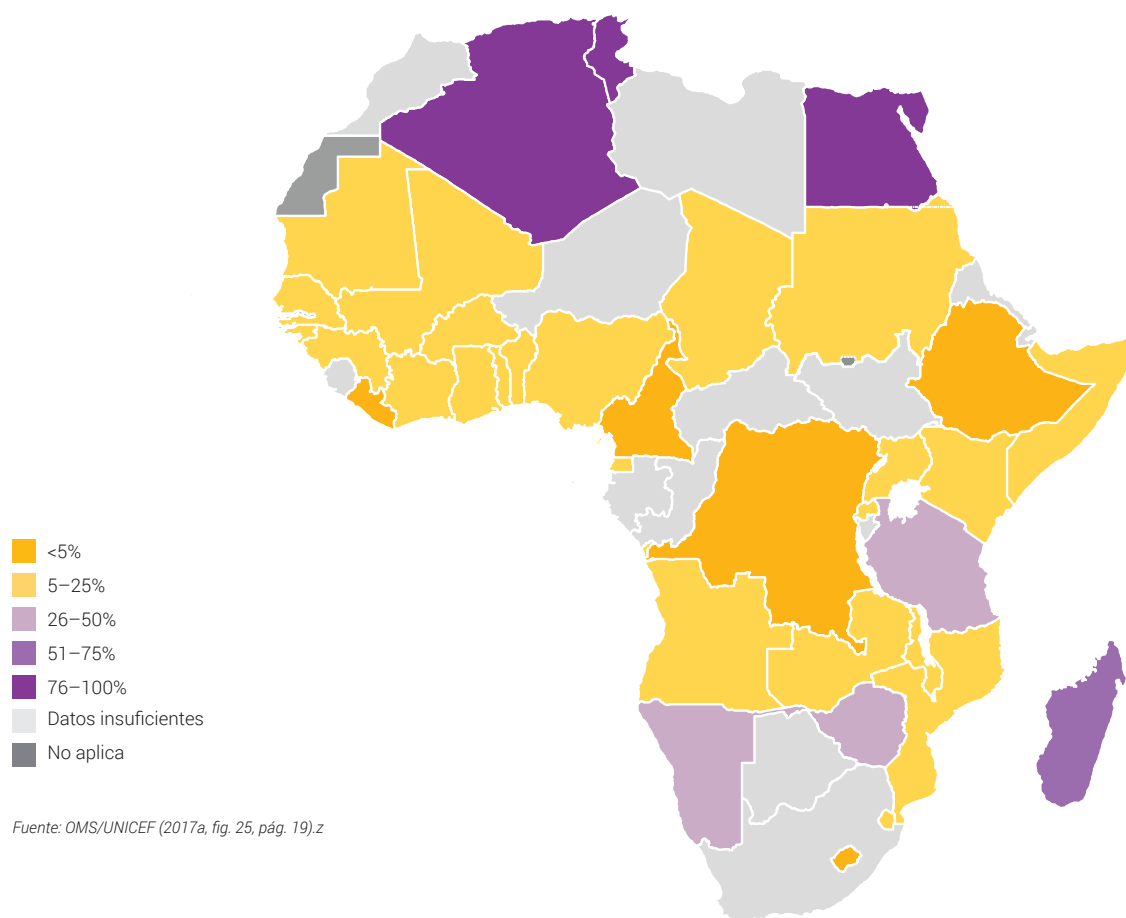 <5%
5–25%
26–50%
51–75%
76–100%
Datos insuficientes
No aplica
Fuente: OMS/UNICEF (2017a, fig. 25, pág. 19).z